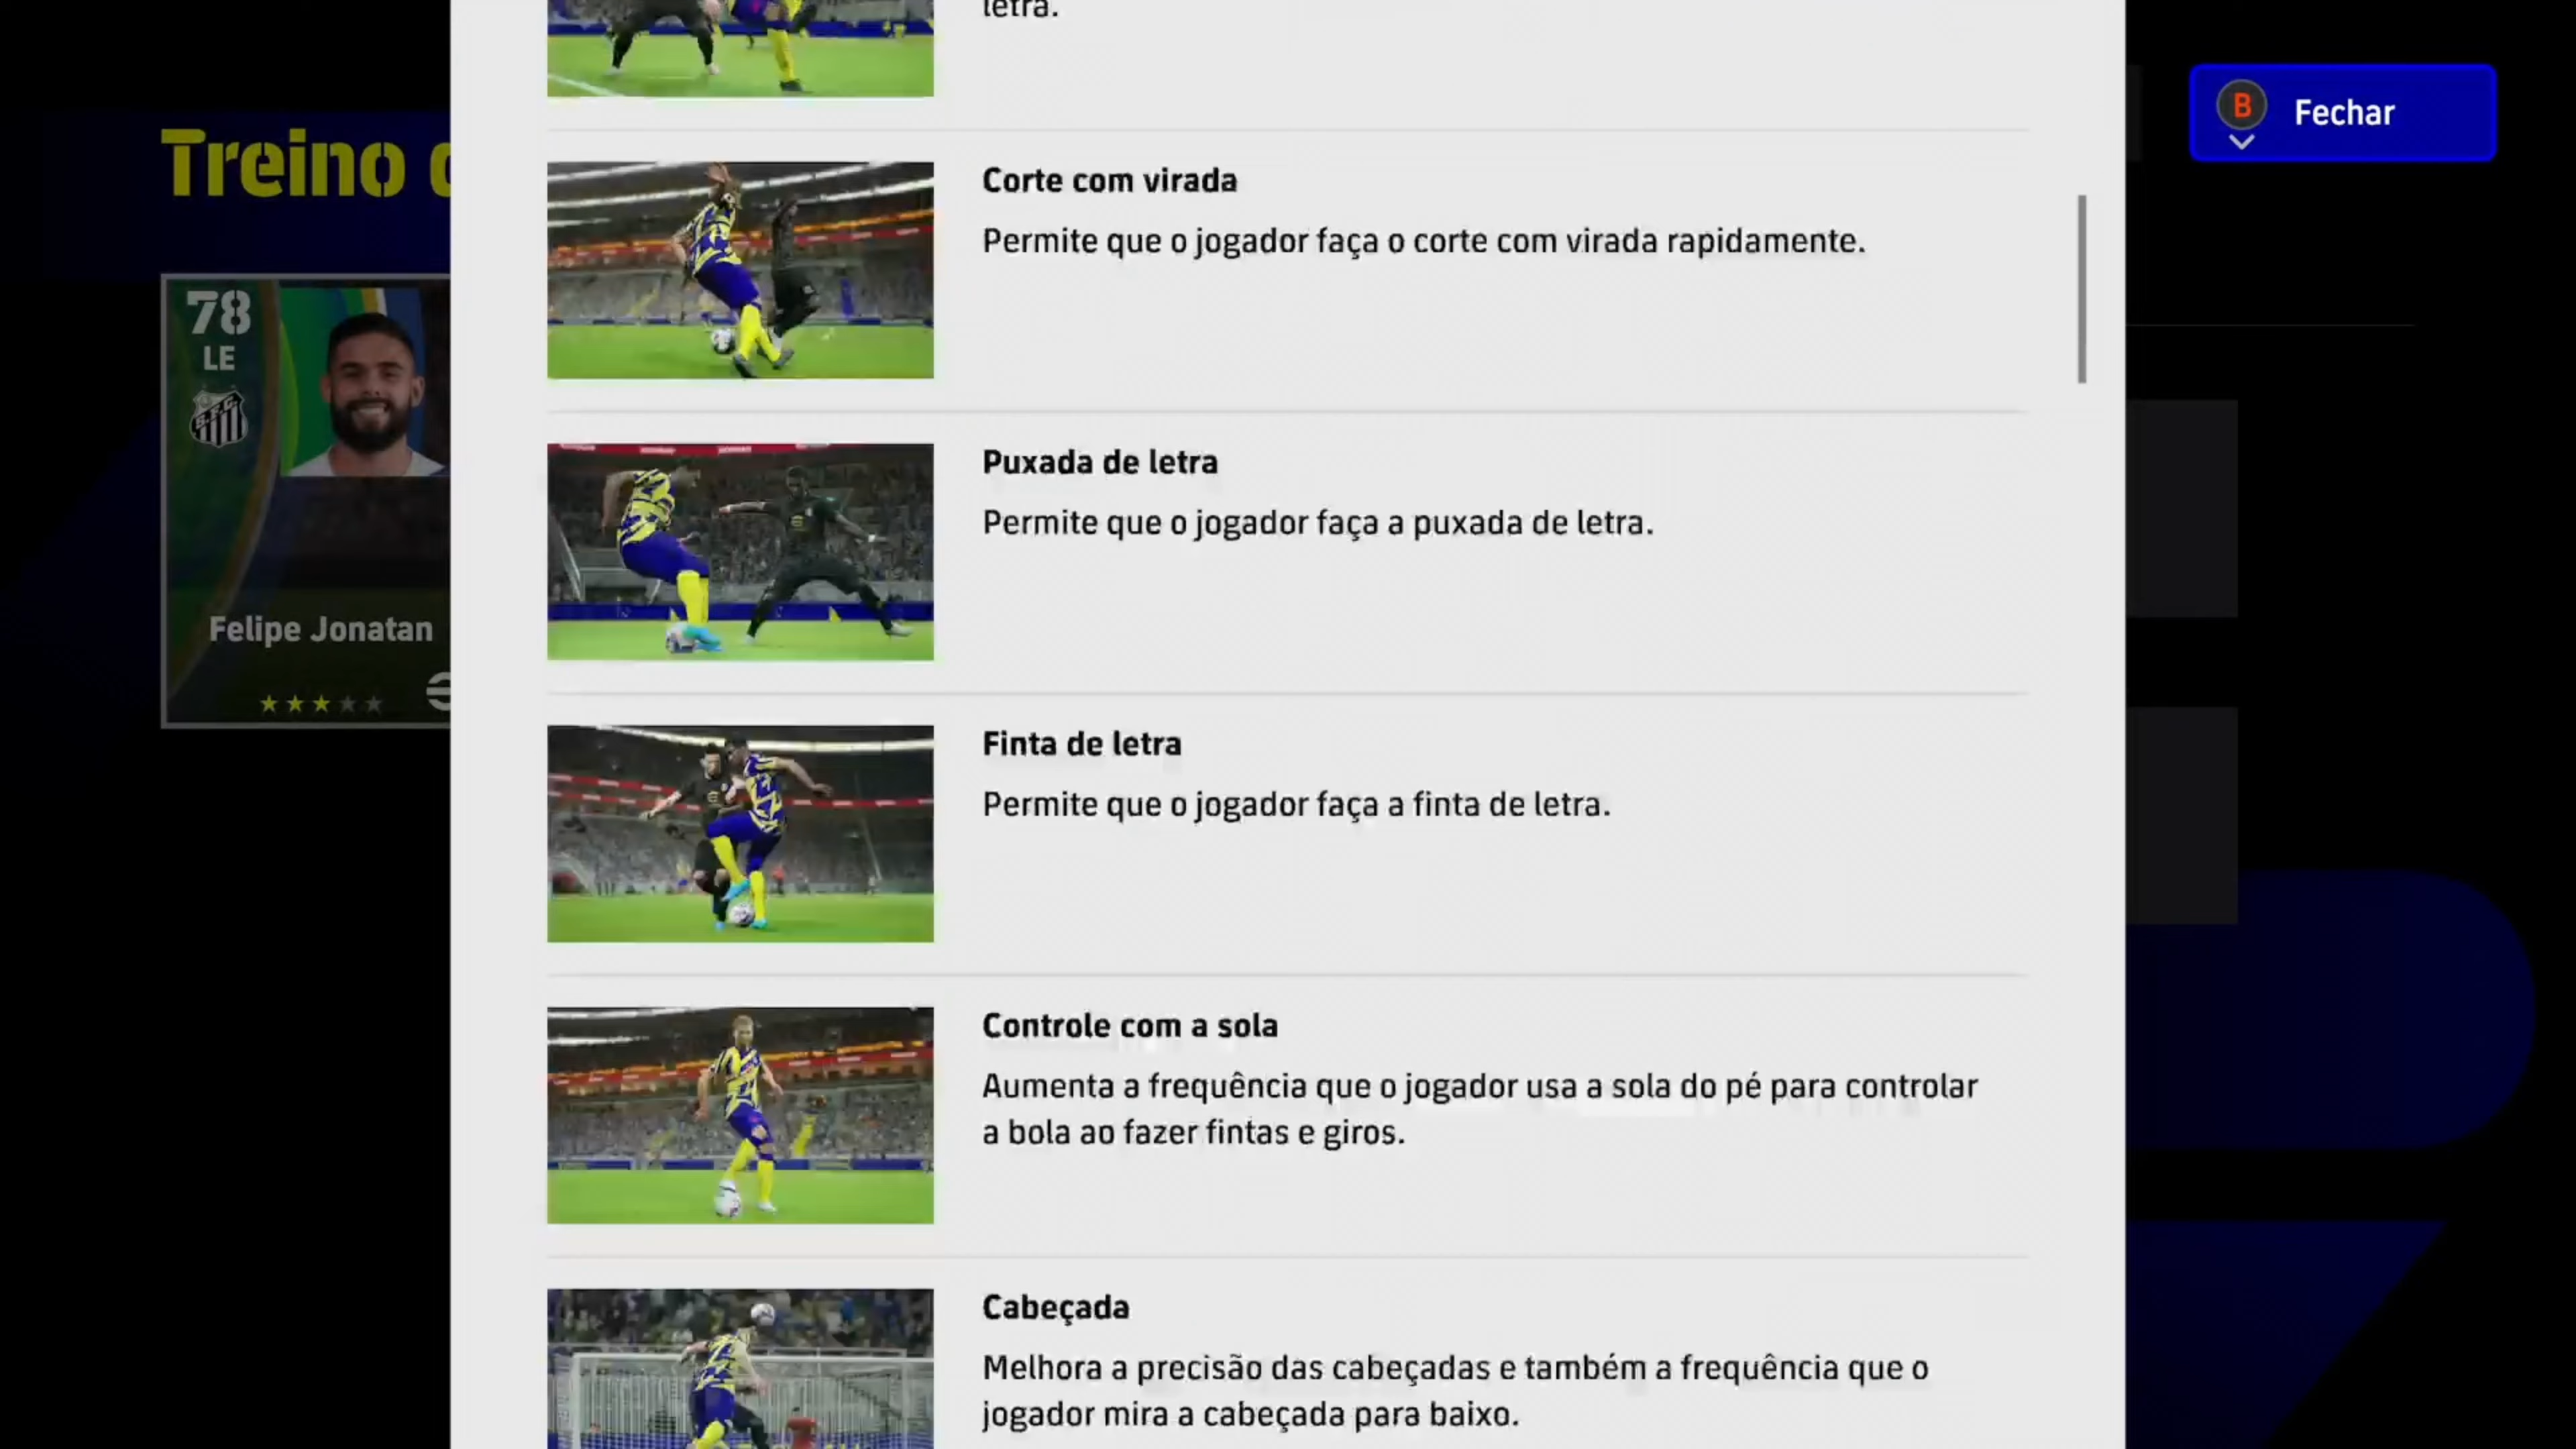 letra.
B Fechar
Treino
Corte com virada
Permite que o jogador faça o corte com virada rapidamente.
78
LE
S.F.C.
Felipe Jonatan
Puxada de letra
Permite que o jogador faça a puxada de letra.
Finta de letra
Permite que o jogador faça a finta de letra.
Controle com a sola
Aumenta a frequência que o jogador usa a sola do pé para controlar
a bola ao fazer fintas e giros.
Cabeçada
Melhora a precisão das cabeçadas e também a frequência que o
jogador mira a cabeçada para baixo.